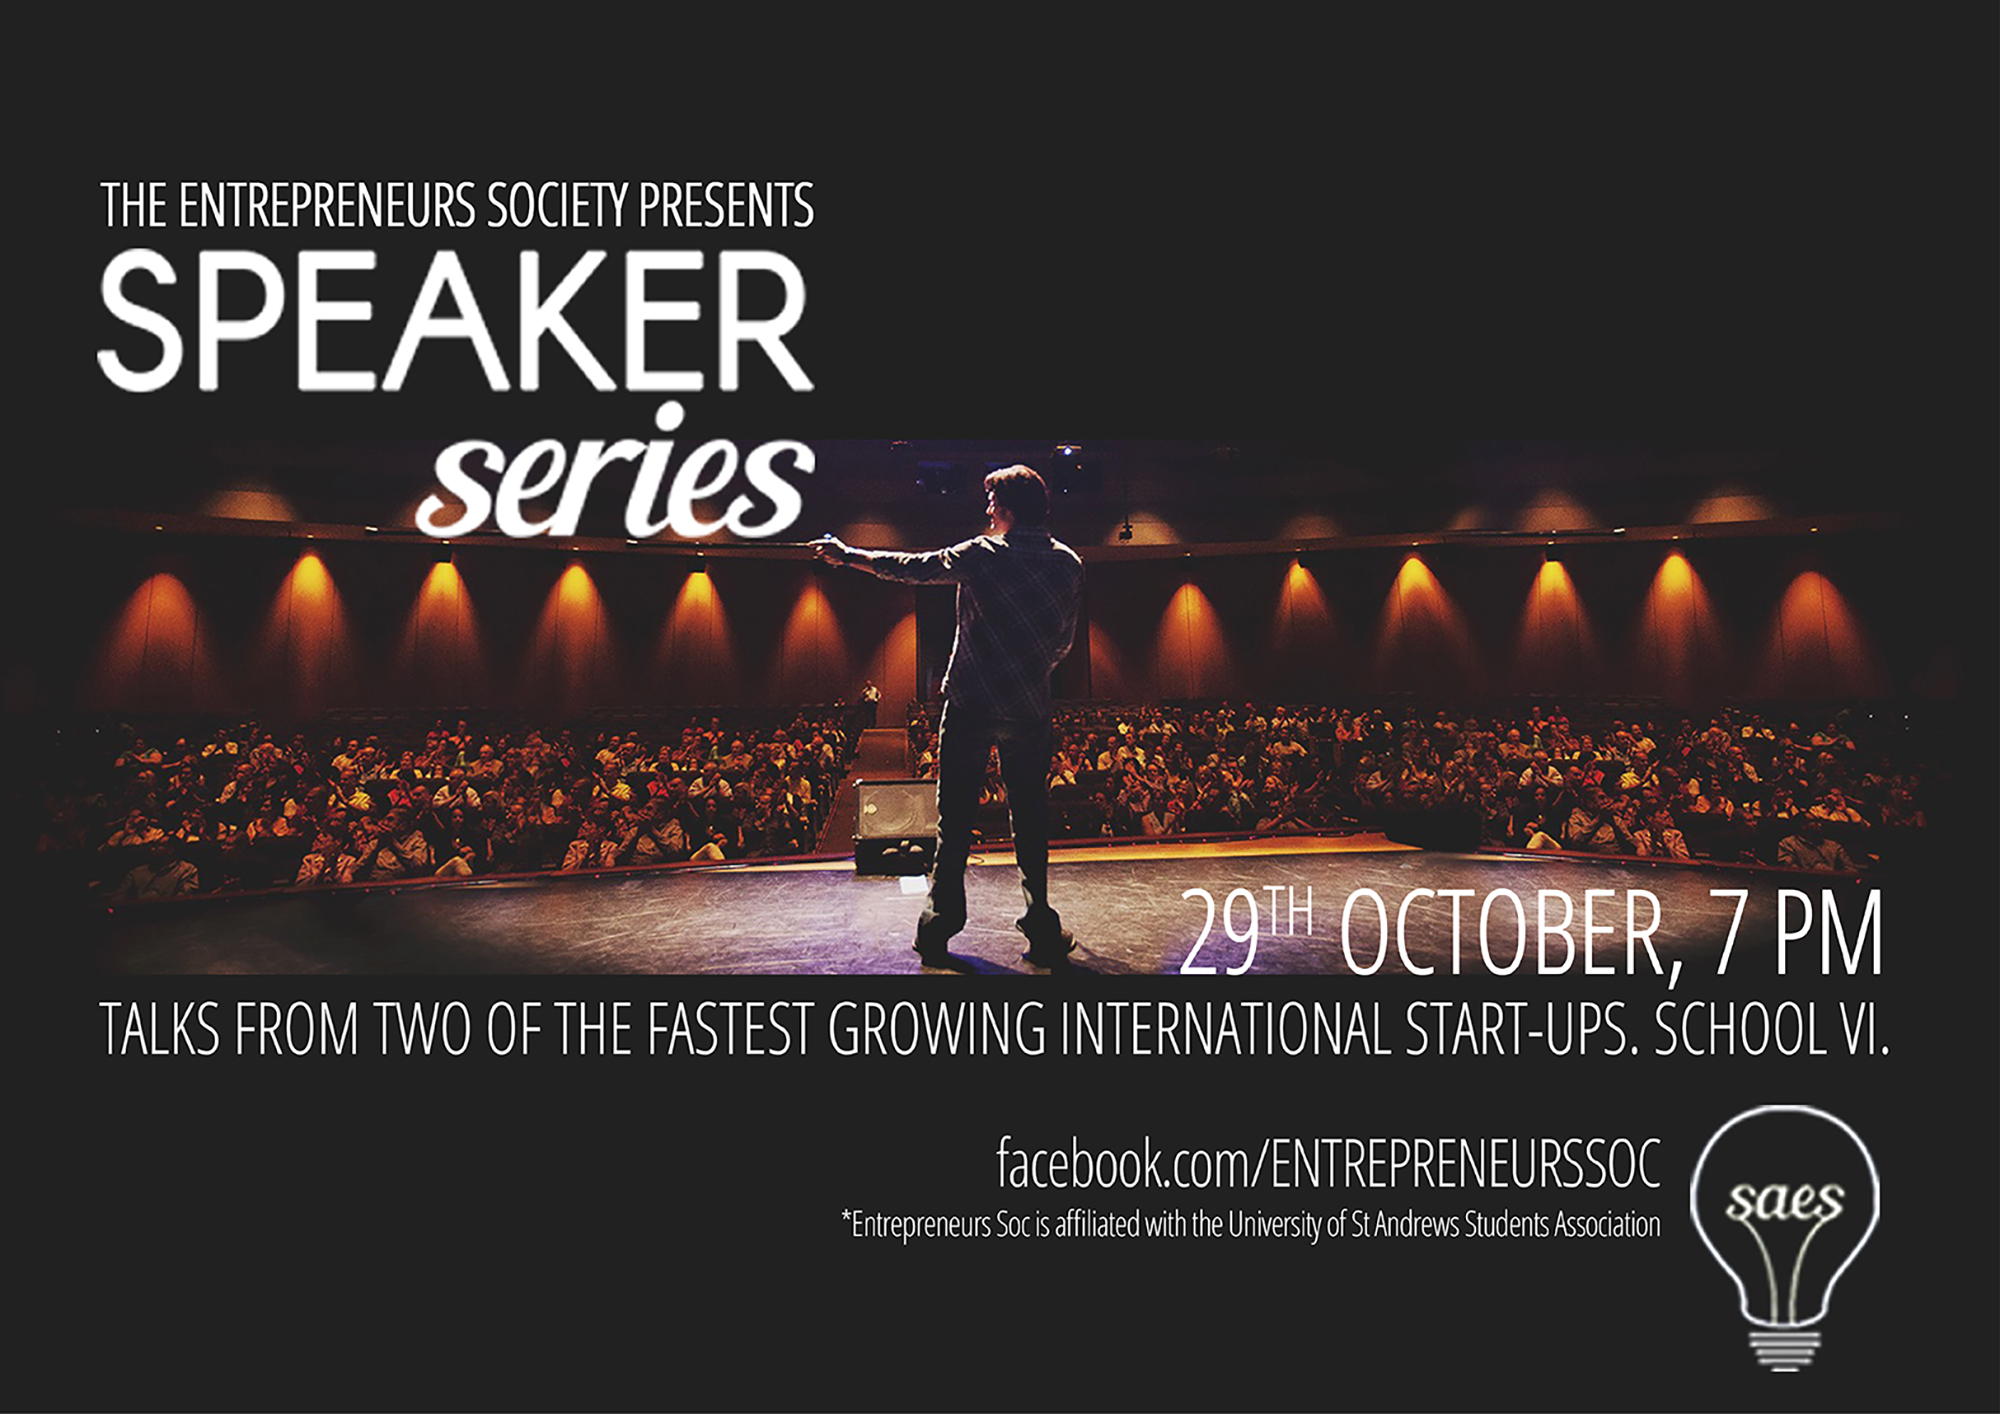 THE ENTREPRENEURS SOCIETY PRESENTS
SPEAKER
series
29TH OCTOBER, 7 PM
TALKS FROM TWO OF THE FASTEST GROWING INTERNATIONAL START-UPS. SCHOOL VI.
facebook.com/ENTREPRENEURSSOC
*Entrepreneurs Soc is affiliated with the University of St Andrews Students Association
saes